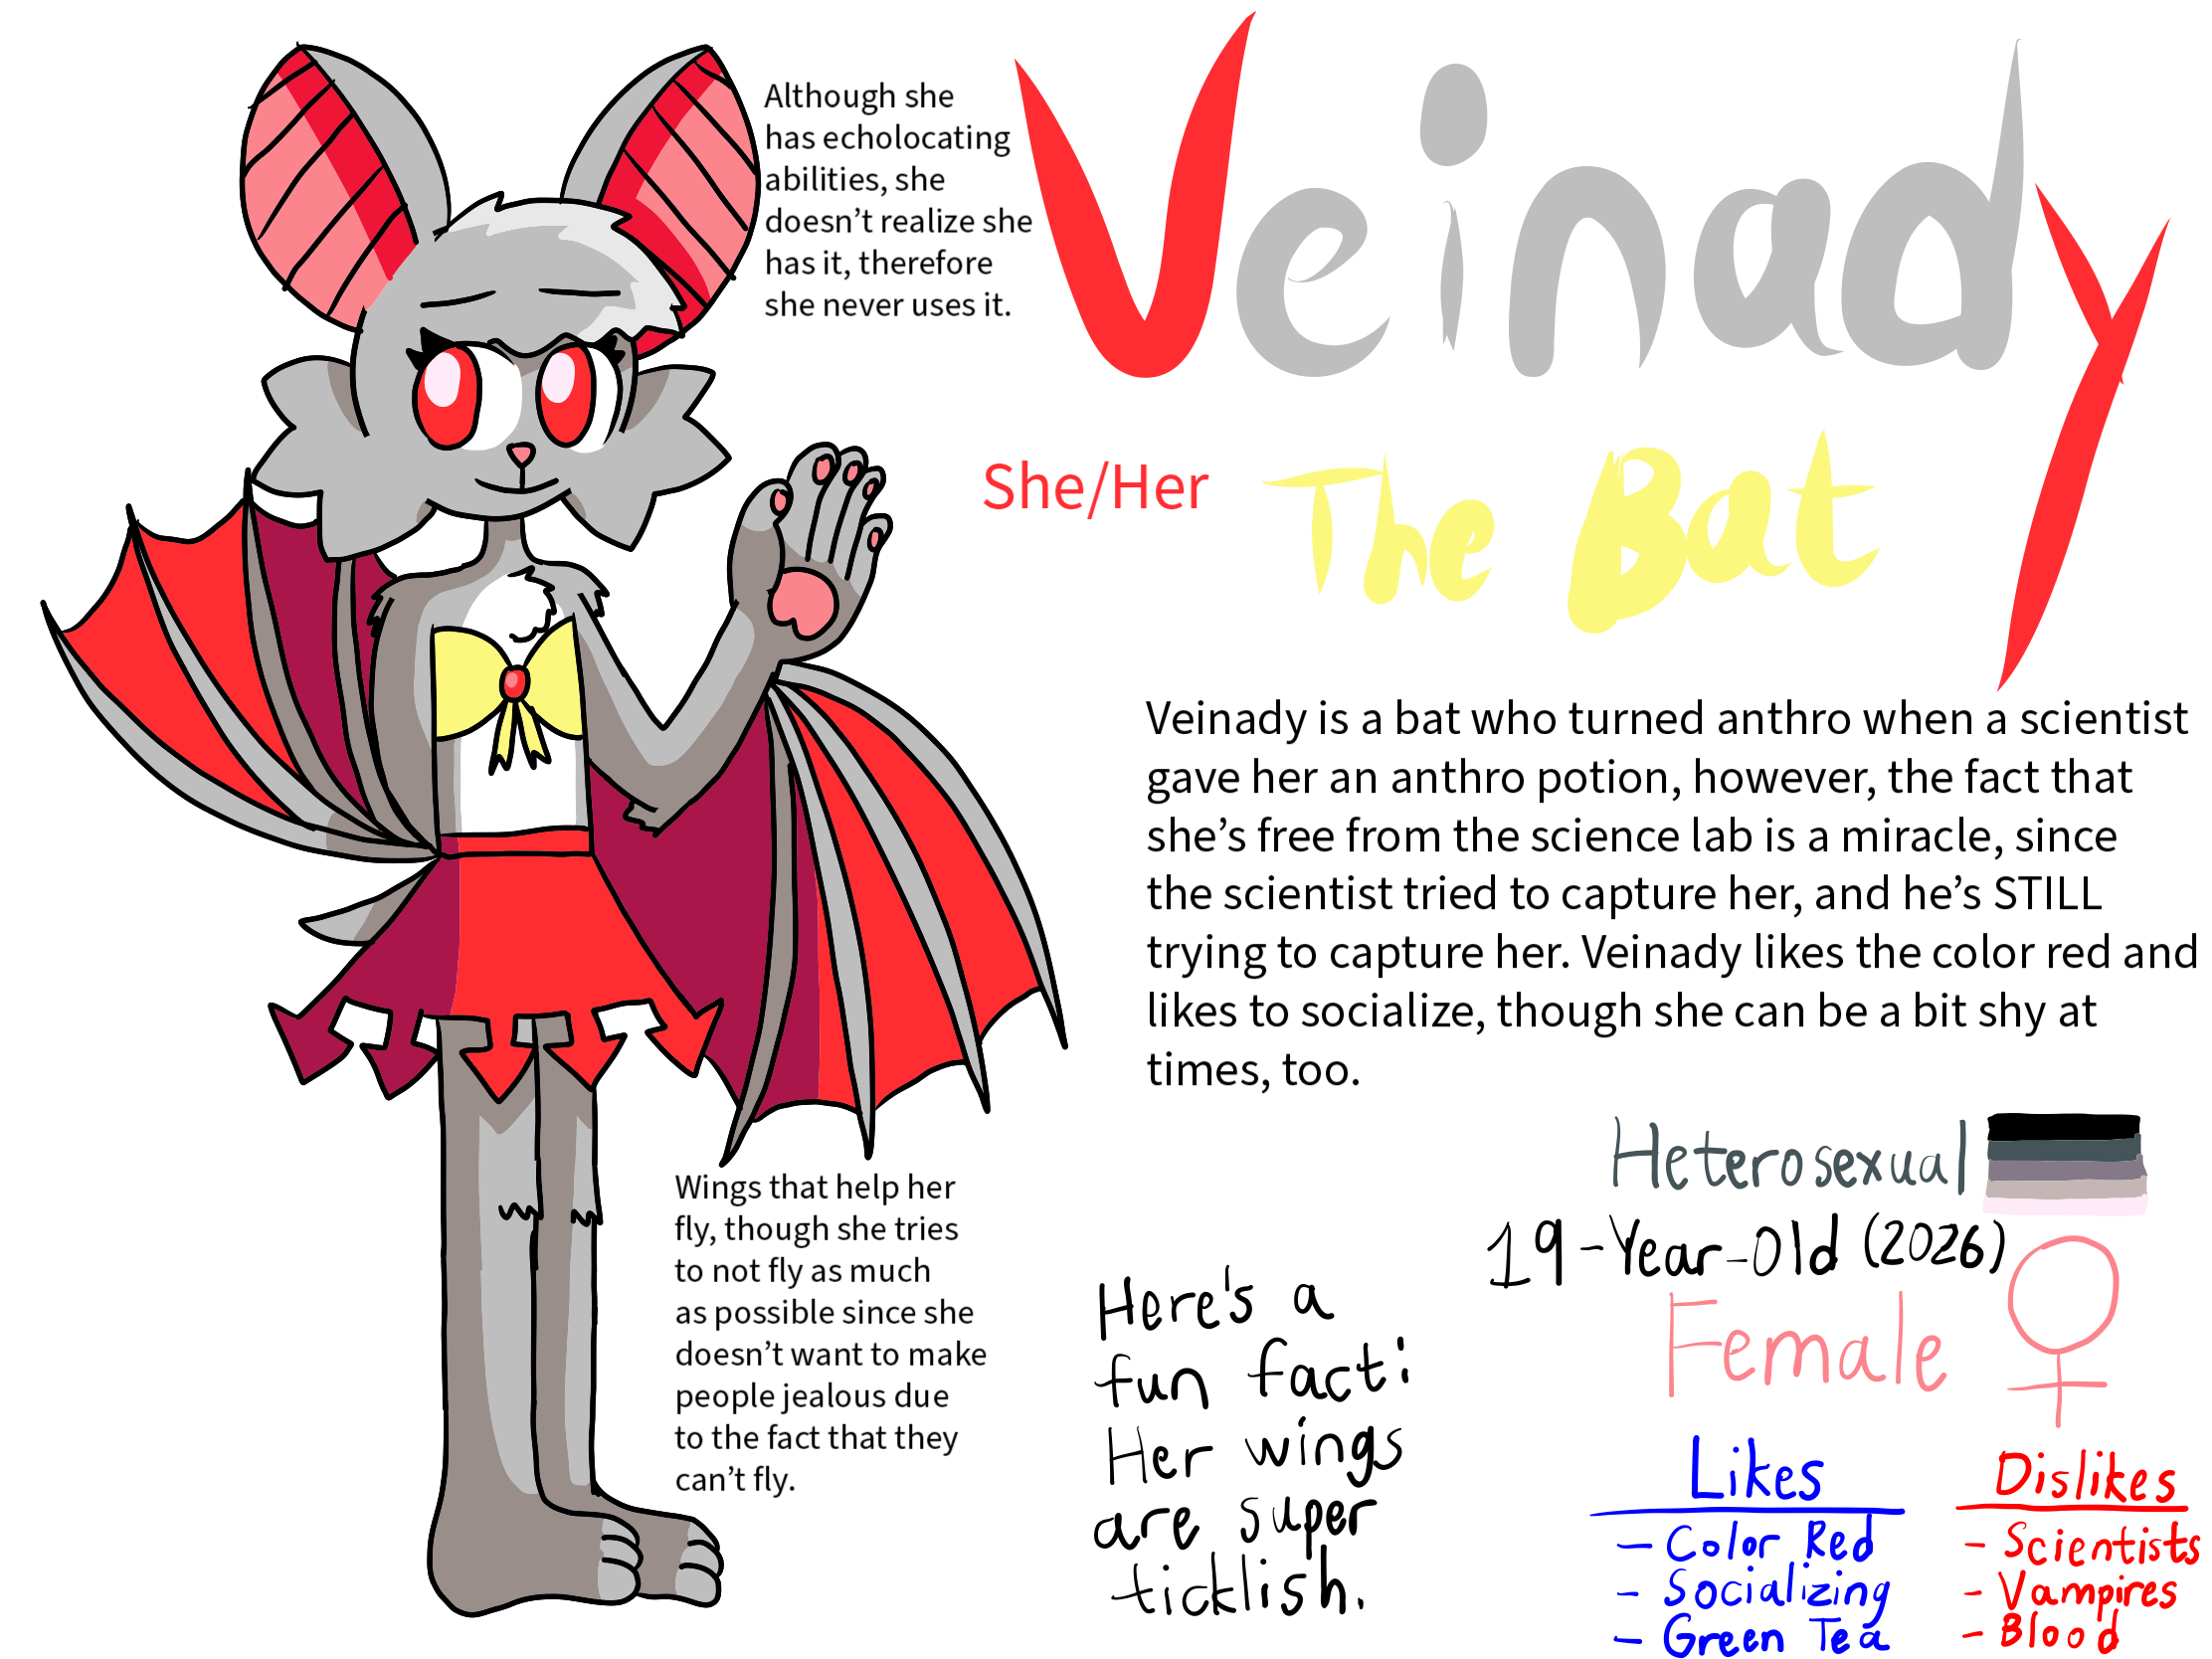 Although she
has echolocating
abilities, she
doesn’t realize she
has it, therefore
she never uses it.
Veinady
She/Her
The Bat
Veinady is a bat who turned anthro when a scientist
gave her an anthro potion, however, the fact that
she’s free from the science lab is a miracle, since
the scientist tried to capture her, and he’s STILL
trying to capture her. Veinady likes the color red and
likes to socialize, though she can be a bit shy at
times, too.
Wings that help her
fly, though she tries
to not fly as much
as possible since she
doesn’t want to make
people jealous due
to the fact that they
can’t fly.
Here's a
fun fact:
Her wings
are super
ticklish.
Heterosexual
19-Year-Old (2026)
Female
Likes
- Color Red
- Socializing
- Green Tea
Dislikes
- Scientists
- Vampires
- Blood